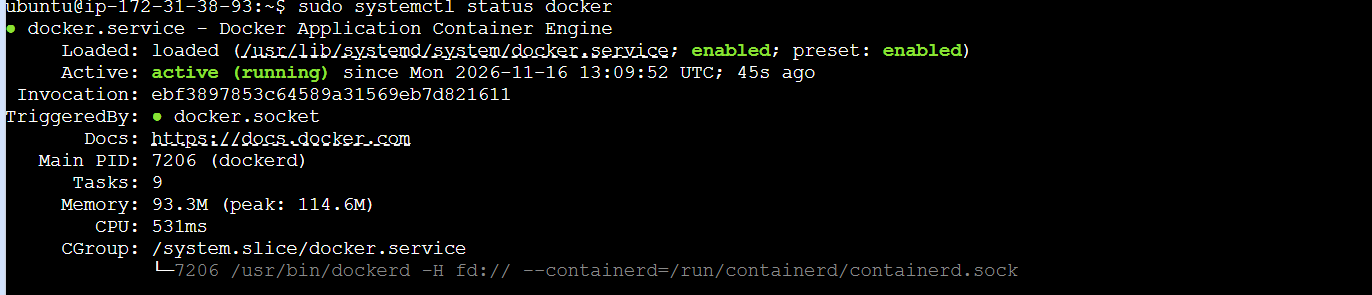 ubuntu@ip-172-31-38-93:~$ sudo systemctl status docker
● docker.service - Docker Application Container Engine
Loaded: loaded (/usr/lib/systemd/system/docker.service; enabled; preset: enabled)
Active: active (running) since Mon 2026-11-16 13:09:52 UTC; 45s ago
Invocation: ebf3897853c64589a31569eb7d821611
TriggeredBy: ● docker.socket
Docs: https://docs.docker.com
Main PID: 7206 (dockerd)
Tasks: 9
Memory: 93.3M (peak: 114.6M)
CPU: 531ms
CGroup: /system.slice/docker.service
└─7206 /usr/bin/dockerd -H fd:// --containerd=/run/containerd/containerd.sock